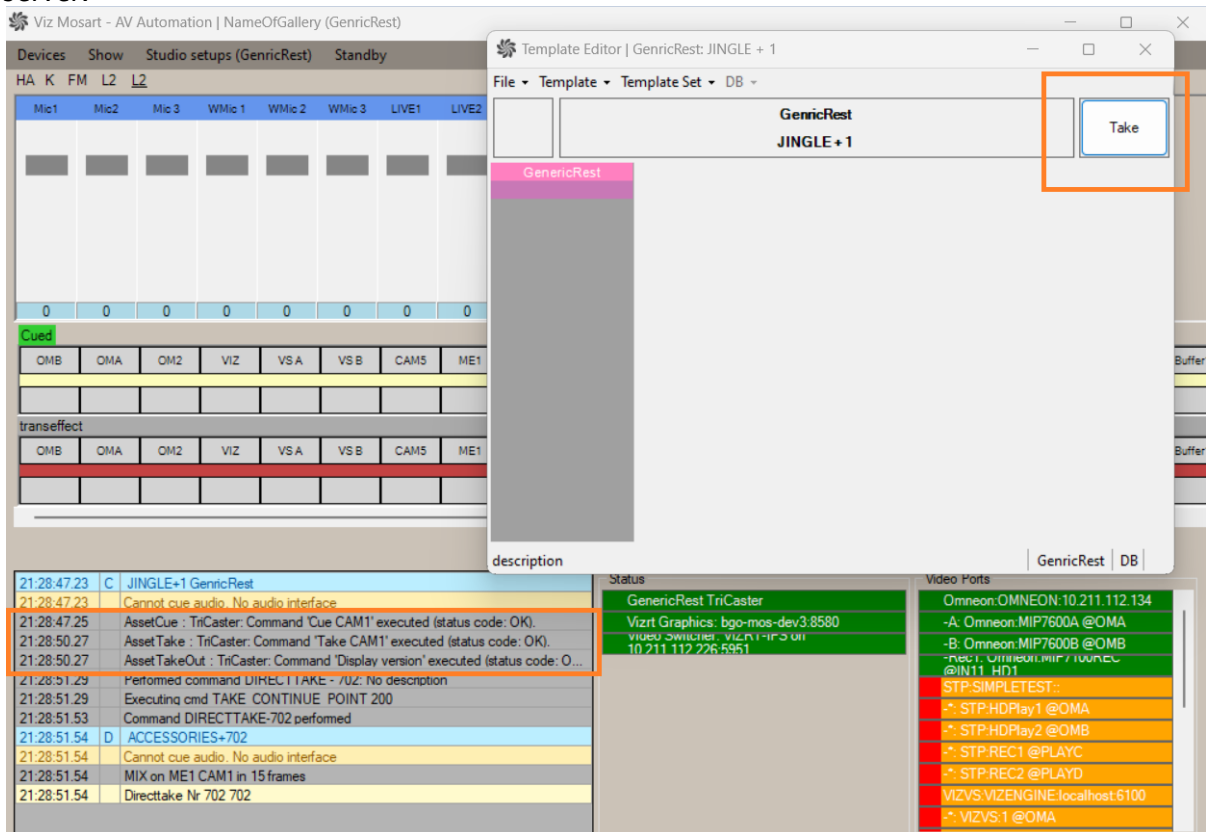 Viz Mosart - AV Automation | NameOfGallery (GenricRest)
Devices Show Studio setups (GenricRest) Standby
HA K FM L2 L2
Mic1 Mic2 Mic 3 WMic 1 WMic 2 WMic 3 LIVE1 LIVE2
0 0 0 0 0 0 0 0
Cued
OMB OMA OM2 VIZ VS A VS B CAM5 ME1 Buffer
transeffect
OMB OMA OM2 VIZ VS A VS B CAM5 ME1 Buffer
Template Editor | GenricRest: JINGLE + 1
File Template Template Set DB
GenricRest
JINGLE + 1
Take
GenericRest
description GenricRest DB
21:28:47.23 C JINGLE+1 GenricRest
21:28:47.23 Cannot cue audio. No audio interface
21:28:47.25 AssetCue : TriCaster: Command 'Cue CAM1' executed (status code: OK).
21:28:50.27 AssetTake : TriCaster: Command 'Take CAM1' executed (status code: OK).
21:28:50.27 AssetTakeOut : TriCaster: Command 'Display version' executed (status code: O...
21:28:51.29 Performed command DIRECTTAKE - 702: No description
21:28:51.29 Executing cmd TAKE CONTINUE POINT 200
21:28:51.53 Command DIRECTTAKE-702 performed
21:28:51.54 D ACCESSORIES+702
21:28:51.54 Cannot cue audio. No audio interface
21:28:51.54 MIX on ME1 CAM1 in 15 frames
21:28:51.54 Directtake Nr 702 702
Status
GenericRest TriCaster
Vizrt Graphics: bgo-mos-dev3:8580
Video Switcher: VIZRT-IPS on
10.211.112.226:5951
Video Ports
Omneon:OMNEON:10.211.112.134
-A: Omneon:MIP7600A @OMA
-B: Omneon:MIP7600B @OMB
-Rec1: Omneon:MIP7100REC
@IN11_HD1
STP:SIMPLETEST::
-*: STP:HDPlay1 @OMA
-*: STP:HDPlay2 @OMB
-*: STP:REC1 @PLAYC
-*: STP:REC2 @PLAYD
VIZVS:VIZENGINE:localhost:6100
-*: VIZVS:1 @OMA